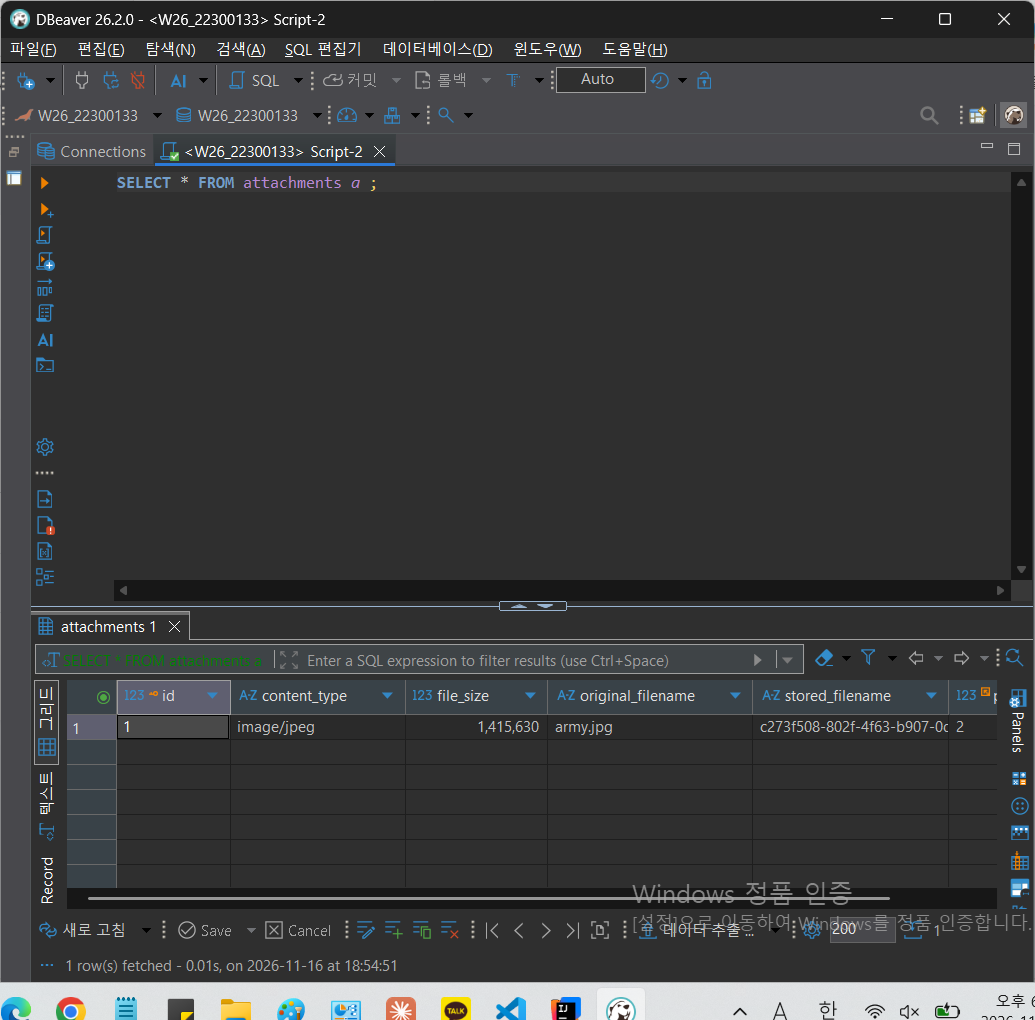 DBeaver 26.2.0 - <W26_22300133> Script-2
파일(F) 편집(E) 탐색(N) 검색(A) SQL 편집기 데이터베이스(D) 윈도우(W) 도움말(H)
AI SQL 커밋 롤백 T Auto
W26_22300133 W26_22300133
Connections <W26_22300133> Script-2
SELECT * FROM attachments a ;
AI
attachments 1
SELECT * FROM attachments a Enter a SQL expression to filter results (use Ctrl+Space)
그리드
텍스트
Record
123 id A-Z content_type 123 file_size A-Z original_filename A-Z stored_filename 123
1 1 image/jpeg 1,415,630 army.jpg c273f508-802f-4f63-b907-0c 2
Panels
Windows 정품 인증
[설정]으로 이동하여 Windows를 정품 인증합니다.
새로 고침 Save Cancel 데이터 추출 ... 200 1
1 row(s) fetched - 0.01s, on 2026-11-16 at 18:54:51
TALK IJ A 한 오후 6